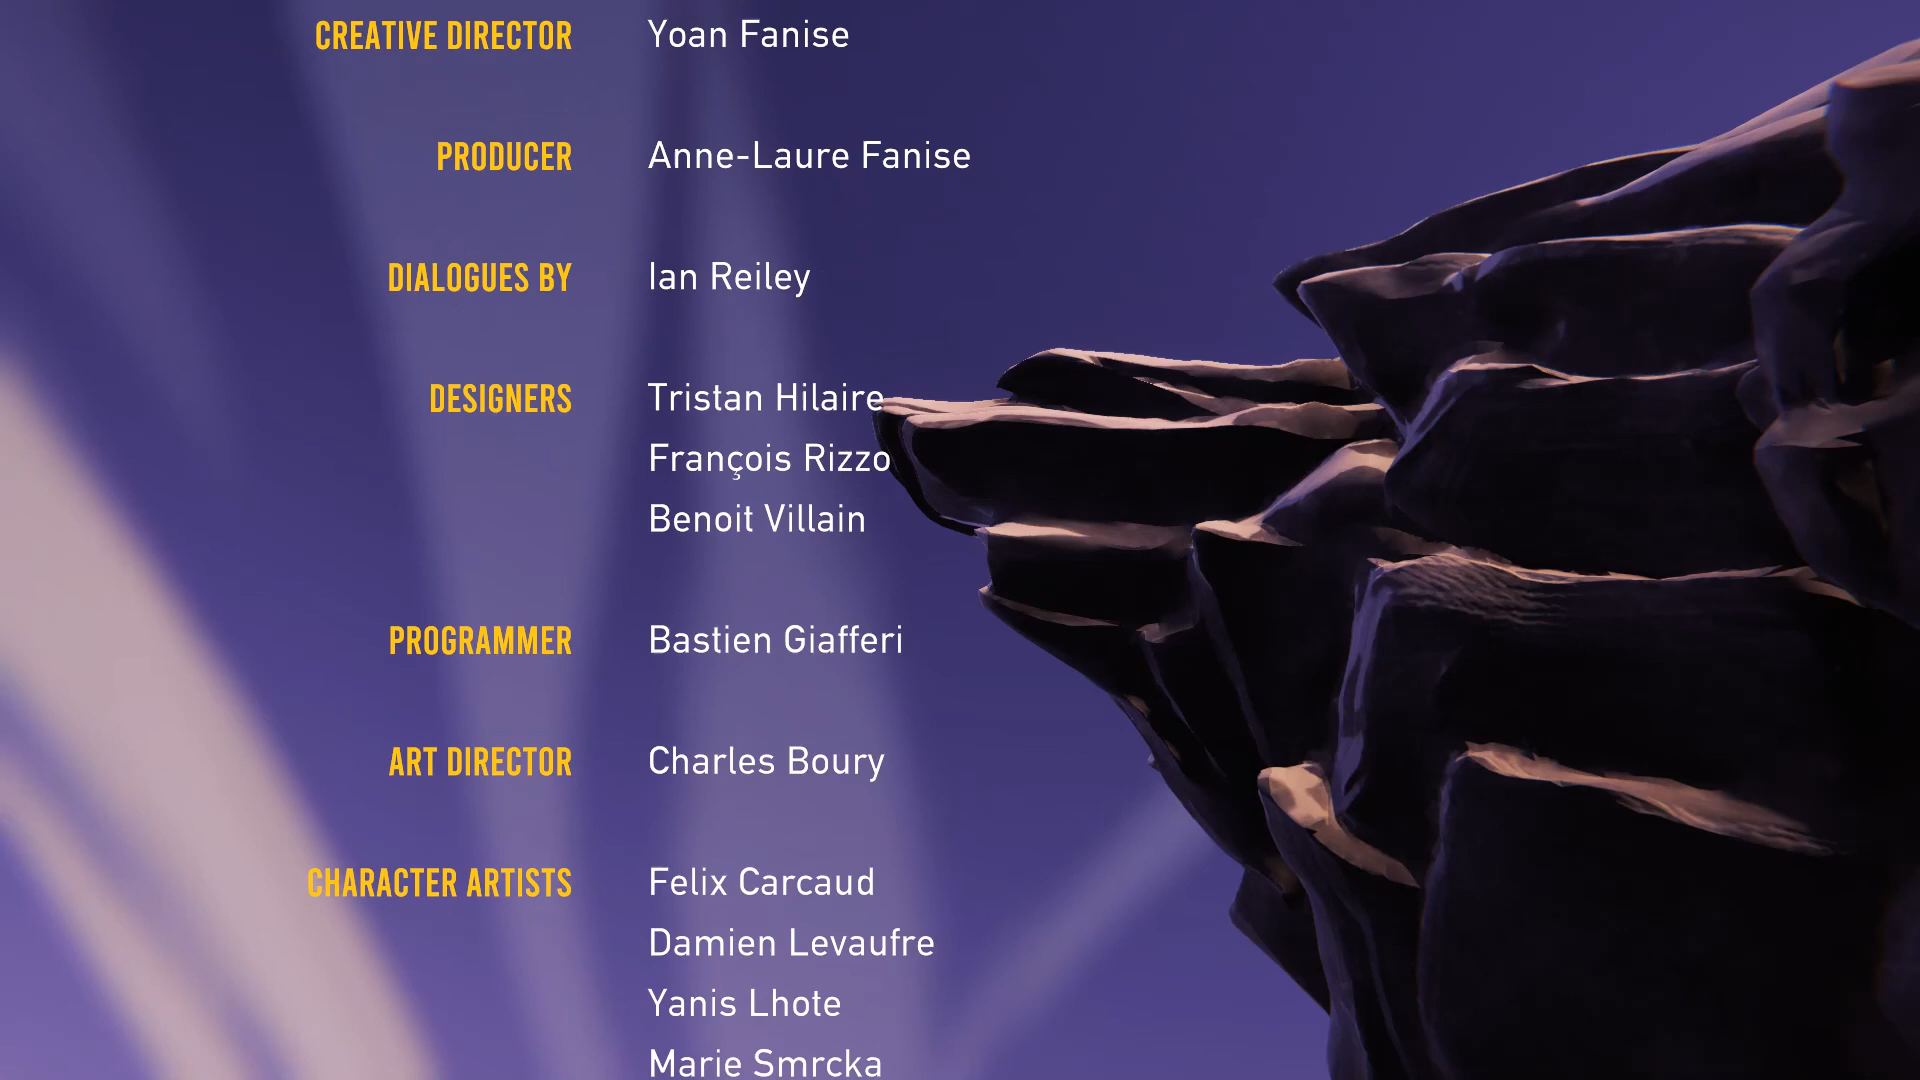 CREATIVE DIRECTOR Yoan Fanise
PRODUCER Anne-Laure Fanise
DIALOGUES BY Ian Reiley
DESIGNERS Tristan Hilaire
François Rizzo
Benoit Villain
PROGRAMMER Bastien Giafferi
ART DIRECTOR Charles Boury
CHARACTER ARTISTS Felix Carcaud
Damien Levaufre
Yanis Lhote
Marie Smrcka